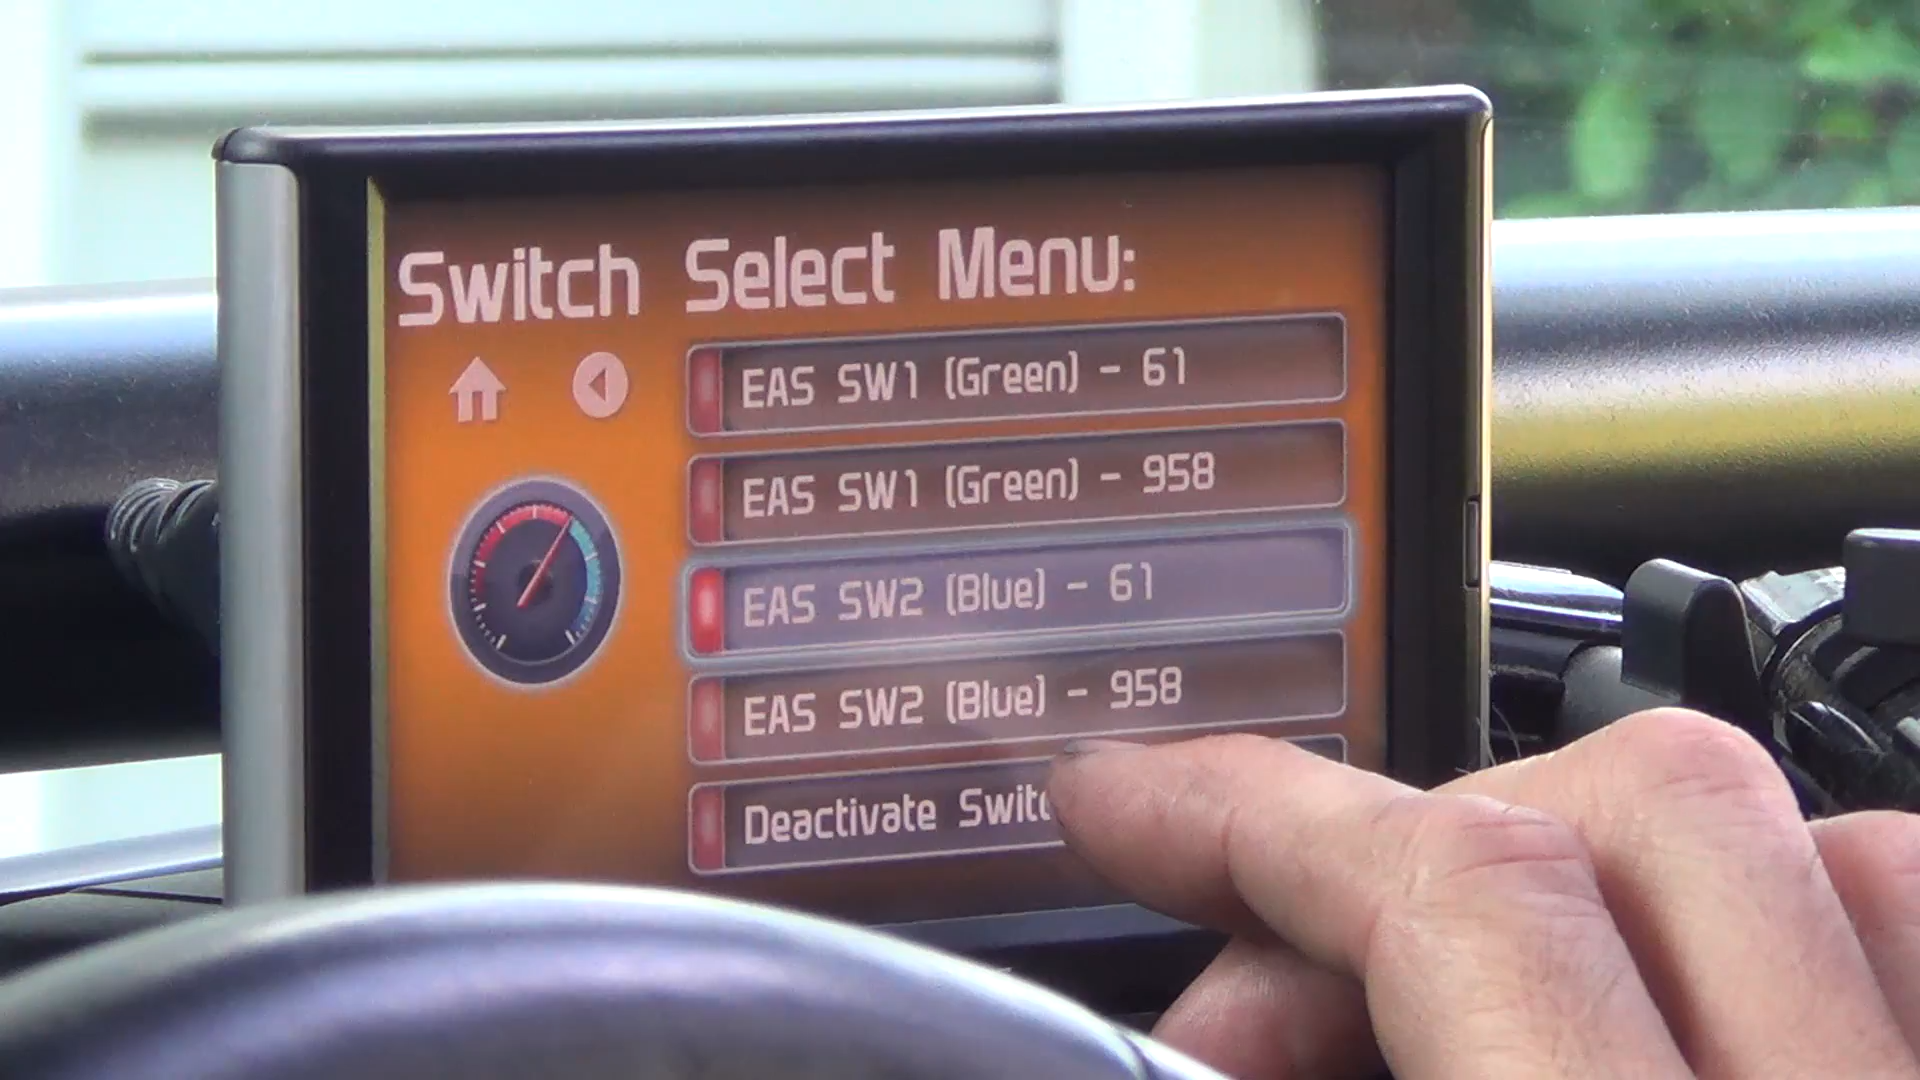 Switch Select Menu:
EAS SW1 (Green) - 61
EAS SW1 (Green) - 958
EAS SW2 (Blue) - 61
EAS SW2 (Blue) - 958
Deactivate